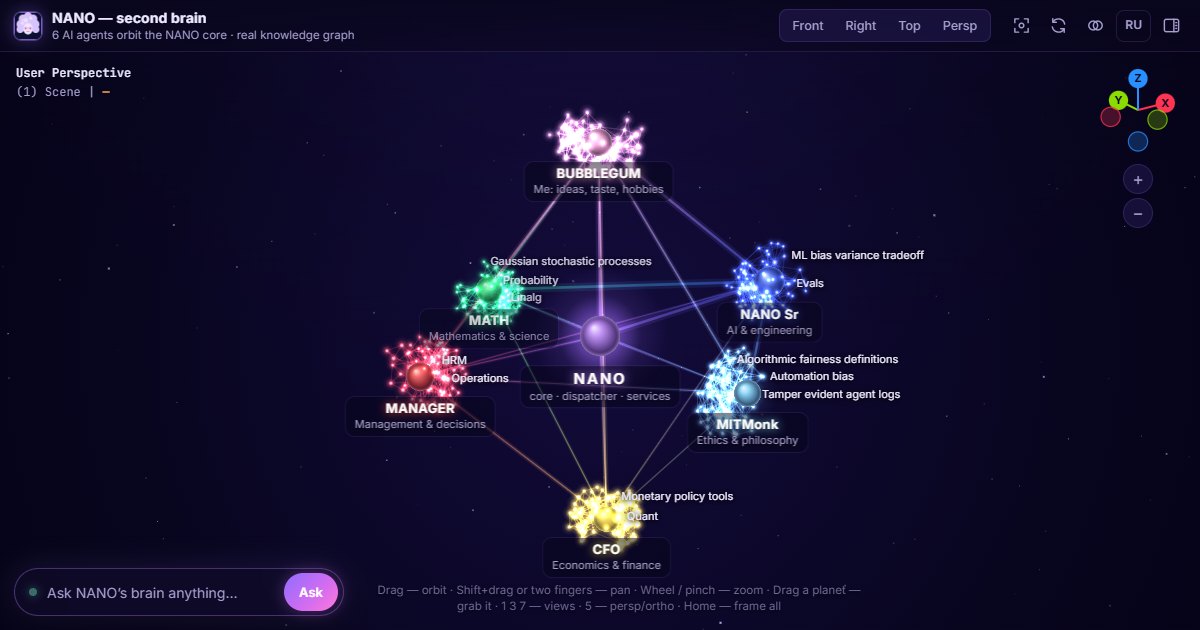 NANO — second brain
6 AI agents orbit the NANO core · real knowledge graph
Front Right Top Persp
RU
User Perspective
(1) Scene | —
Z
Y
X
+
−
BUBBLEGUM
Me: ideas, taste, hobbies
Gaussian stochastic processes
Probability
Linalg
MATH
Mathematics & science
ML bias variance tradeoff
Evals
NANO Sr
AI & engineering
HRM
Operations
MANAGER
Management & decisions
NANO
core · dispatcher · services
Algorithmic fairness definitions
Automation bias
Tamper evident agent logs
MITMonk
Ethics & philosophy
Monetary policy tools
Quant
CFO
Economics & finance
Ask NANO's brain anything...
Ask
Drag — orbit · Shift+drag or two fingers — pan · Wheel / pinch — zoom · Drag a planet —
grab it · 1 3 7 — views · 5 — persp/ortho · Home — frame all